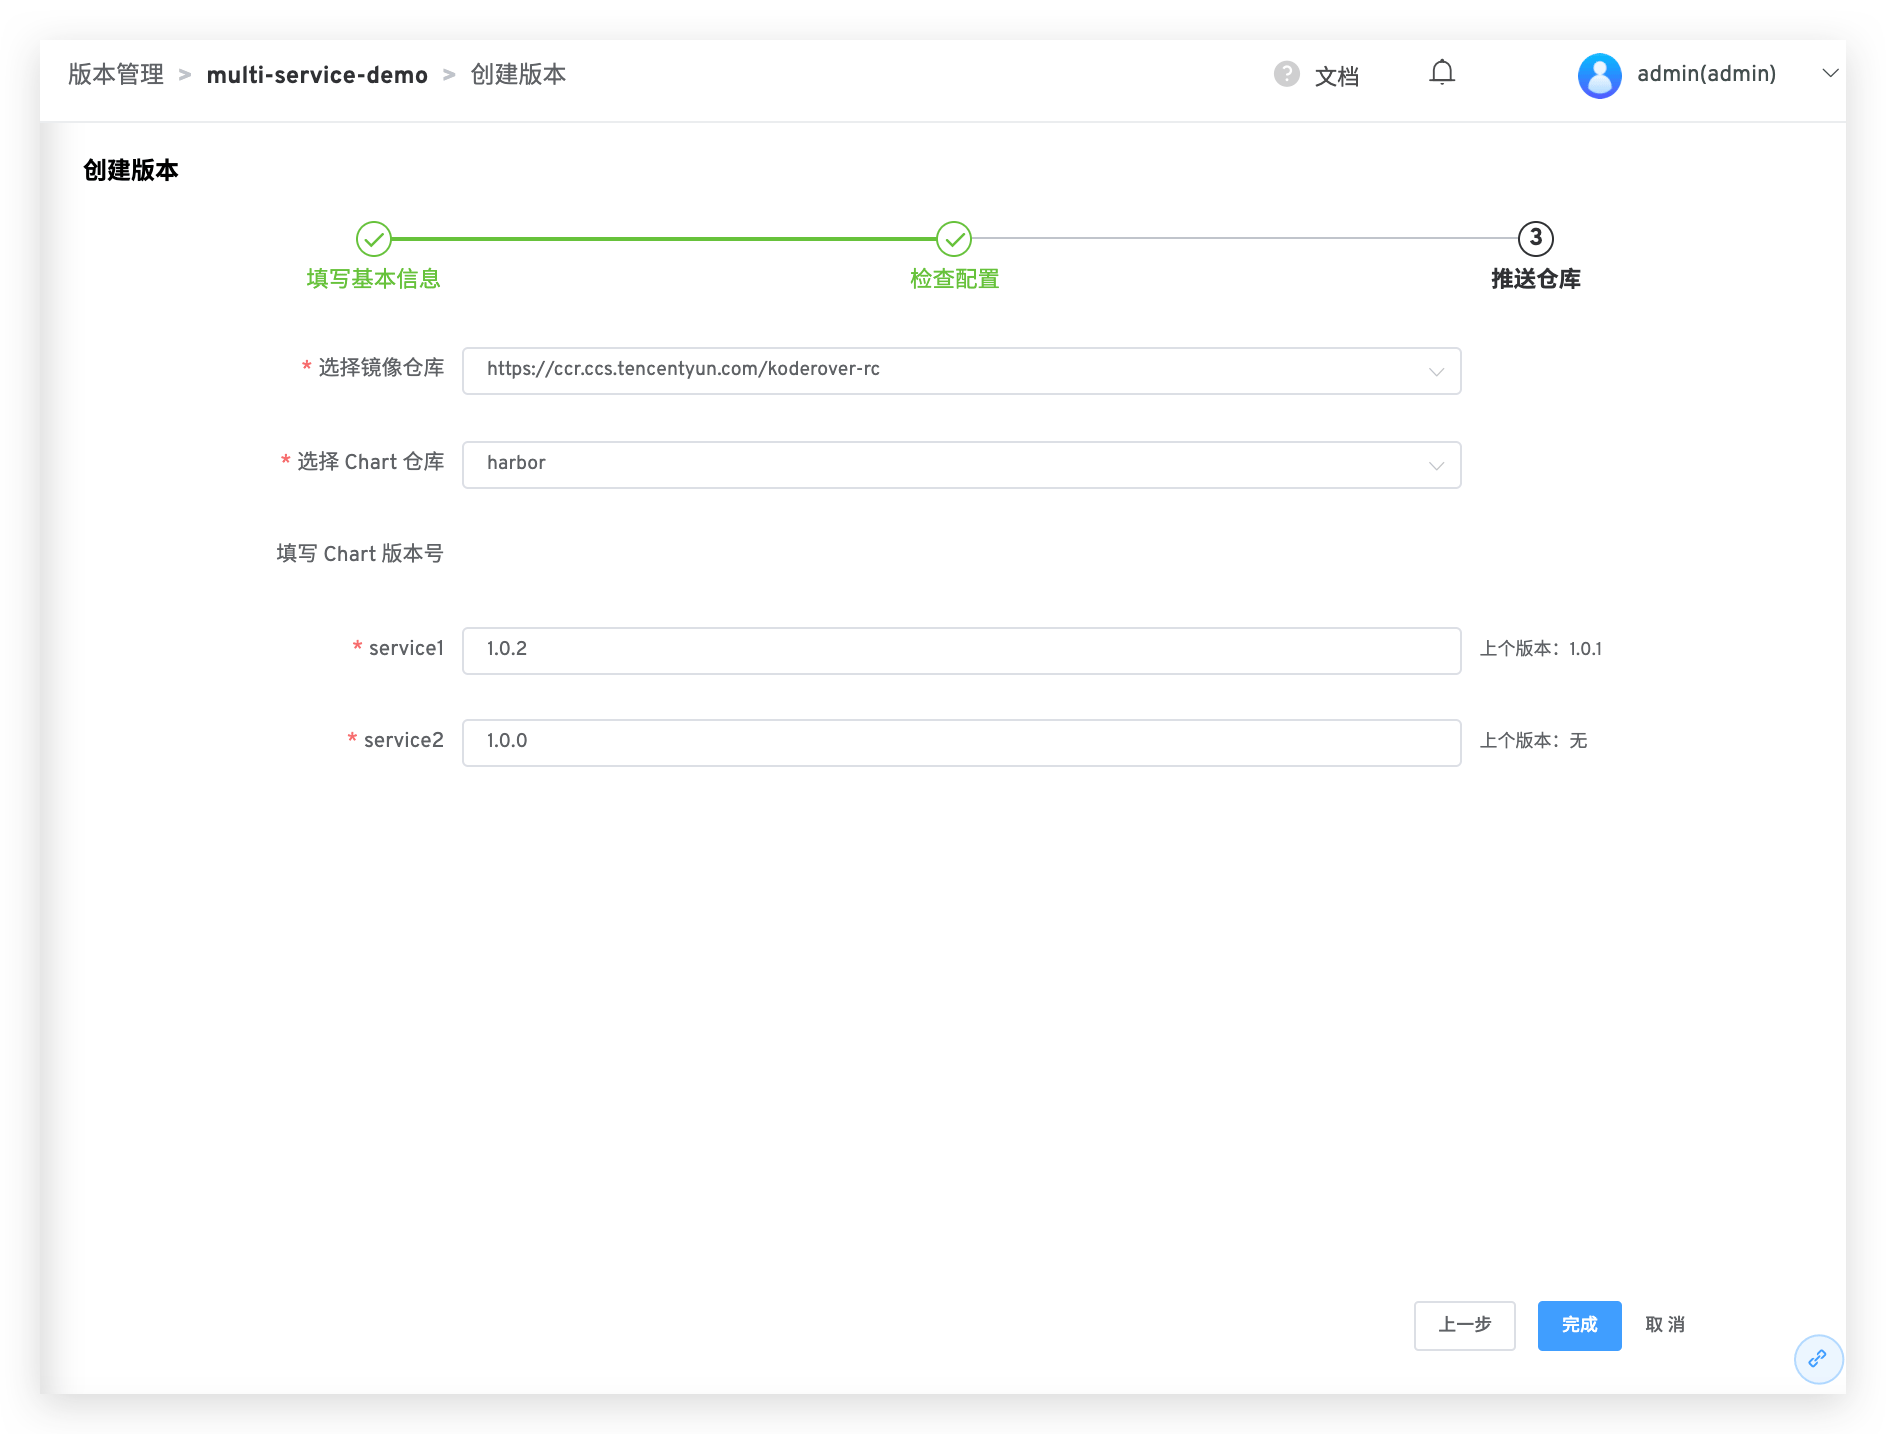 版本管理 > multi-service-demo > 创建版本
? 文档
admin(admin)
创建版本
填写基本信息
检查配置
3
推送仓库
* 选择镜像仓库 https://ccr.ccs.tencentyun.com/koderover-rc
* 选择 Chart 仓库 harbor
填写 Chart 版本号
* service1 1.0.2 上个版本：1.0.1
* service2 1.0.0 上个版本：无
上一步 完成 取 消